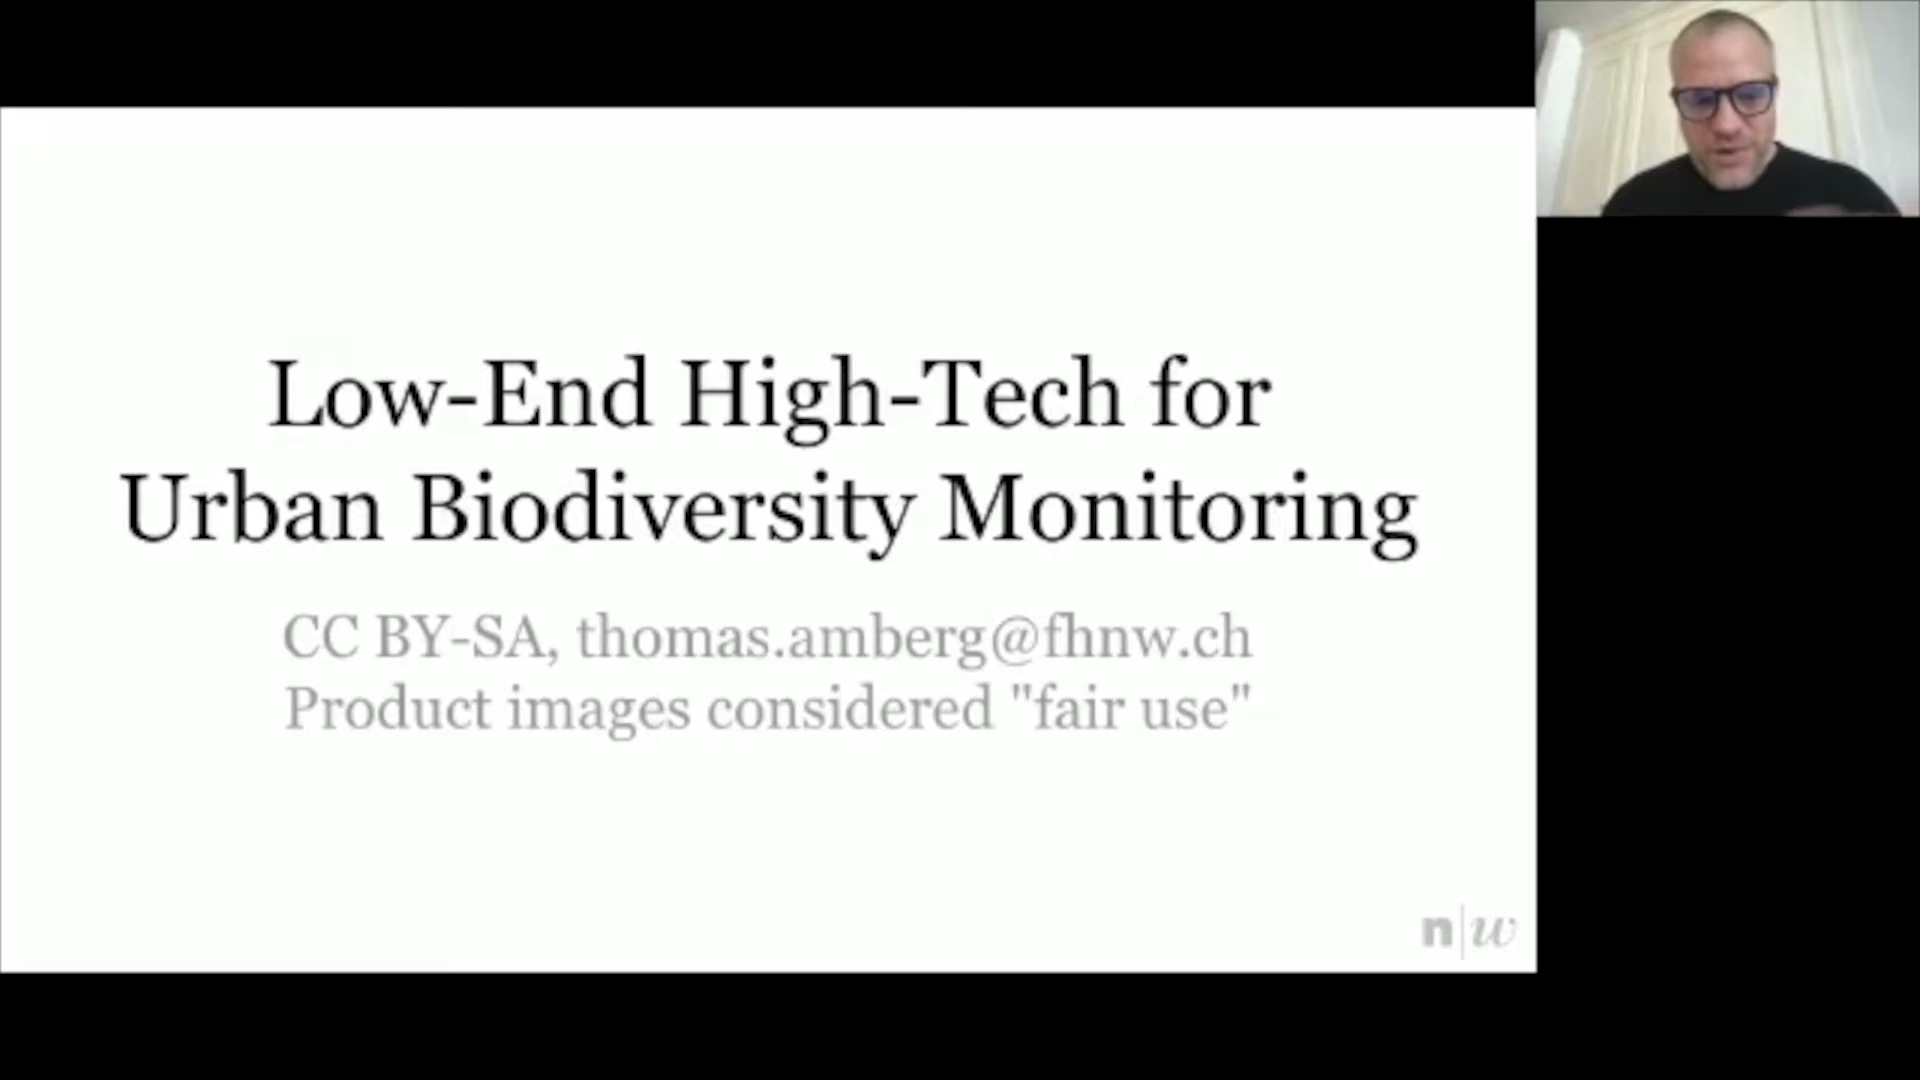 Low-End High-Tech for
Urban Biodiversity Monitoring
CC BY-SA, thomas.amberg@fhnw.ch
Product images considered "fair use"
n|w